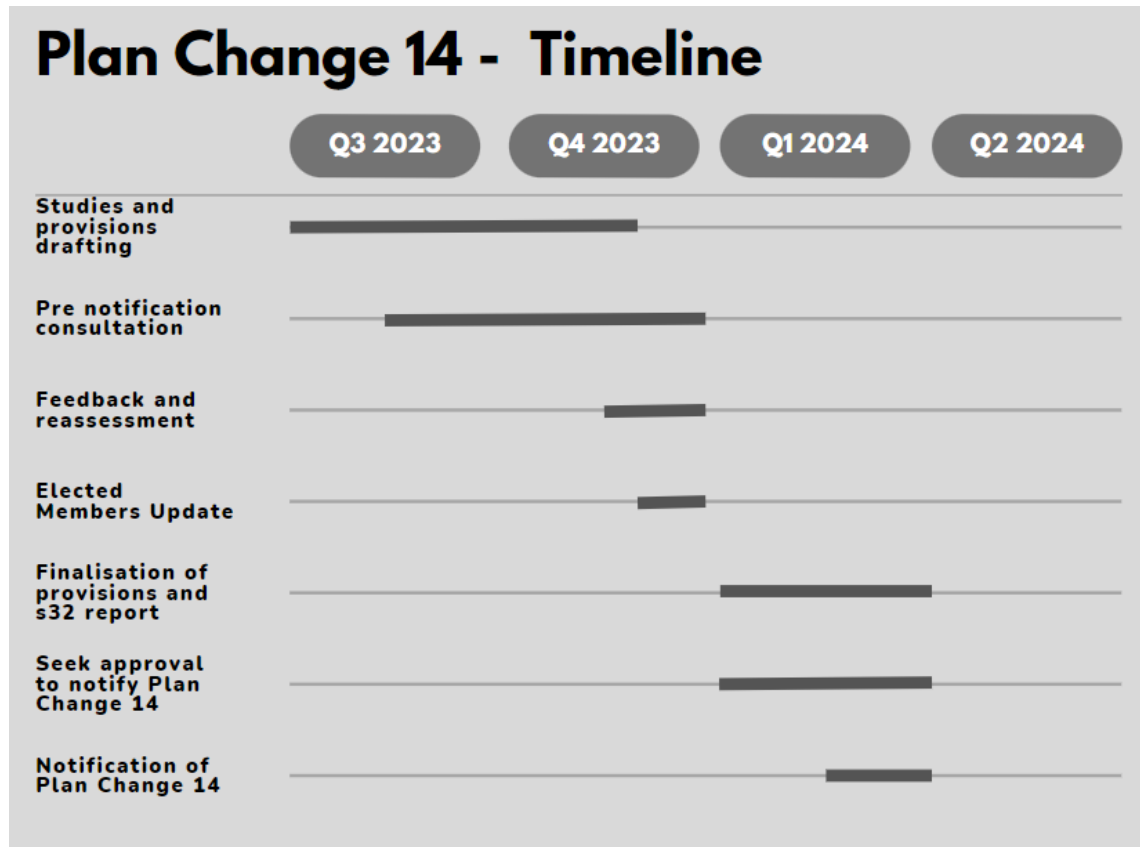 Plan Change 14 - Timeline
Q3 2023 Q4 2023 Q1 2024 Q2 2024
Studies and
provisions
drafting
Pre notification
consultation
Feedback and
reassessment
Elected
Members Update
Finalisation of
provisions and
s32 report
Seek approval
to notify Plan
Change 14
Notification of
Plan Change 14